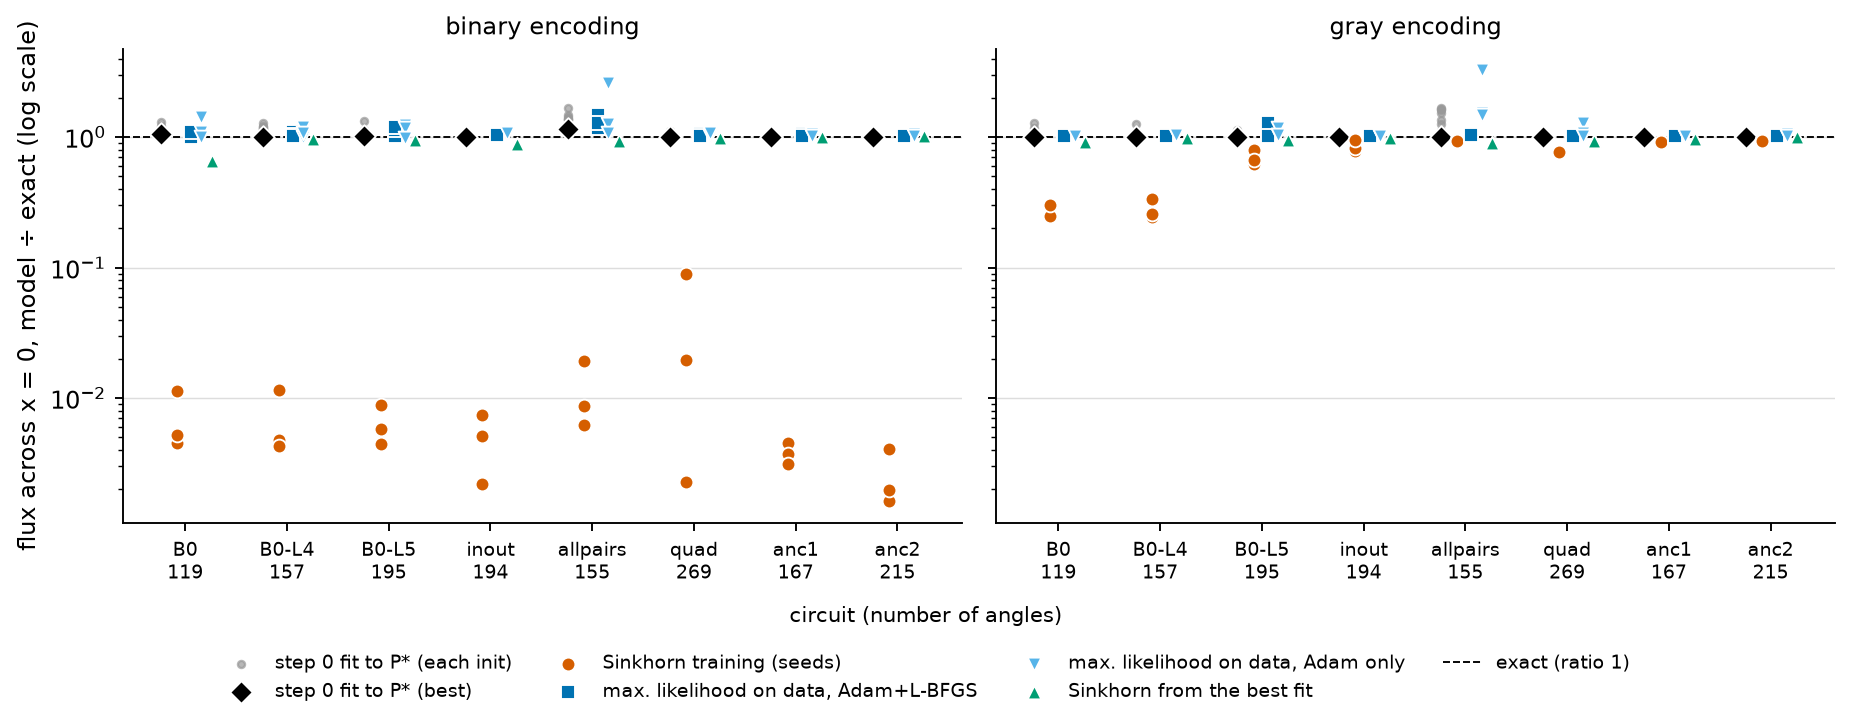 binary encoding
gray encoding
flux across x = 0, model ÷ exact (log scale)
10⁰
10⁻¹
10⁻²
B0 B0-L4 B0-L5 inout allpairs quad anc1 anc2
119 157 195 194 155 269 167 215
B0 B0-L4 B0-L5 inout allpairs quad anc1 anc2
119 157 195 194 155 269 167 215
circuit (number of angles)
step 0 fit to P* (each init)
step 0 fit to P* (best)
Sinkhorn training (seeds)
max. likelihood on data, Adam+L-BFGS
max. likelihood on data, Adam only
Sinkhorn from the best fit
exact (ratio 1)